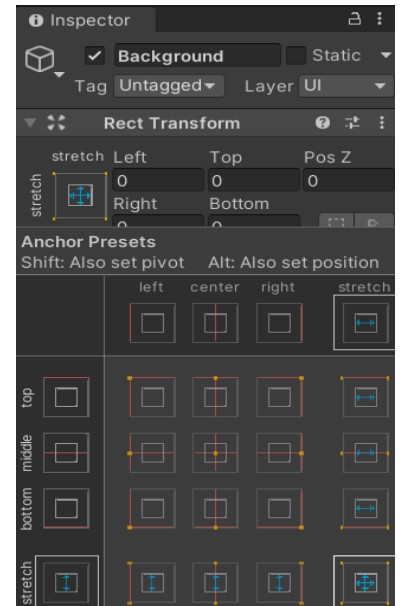 Inspector
Background Static
Tag Untagged Layer UI
Rect Transform
stretch Left Top Pos Z
stretch 0 0 0
Right Bottom
Anchor Presets
Shift: Also set pivot Alt: Also set position
left center right stretch
top
middle
bottom
stretch